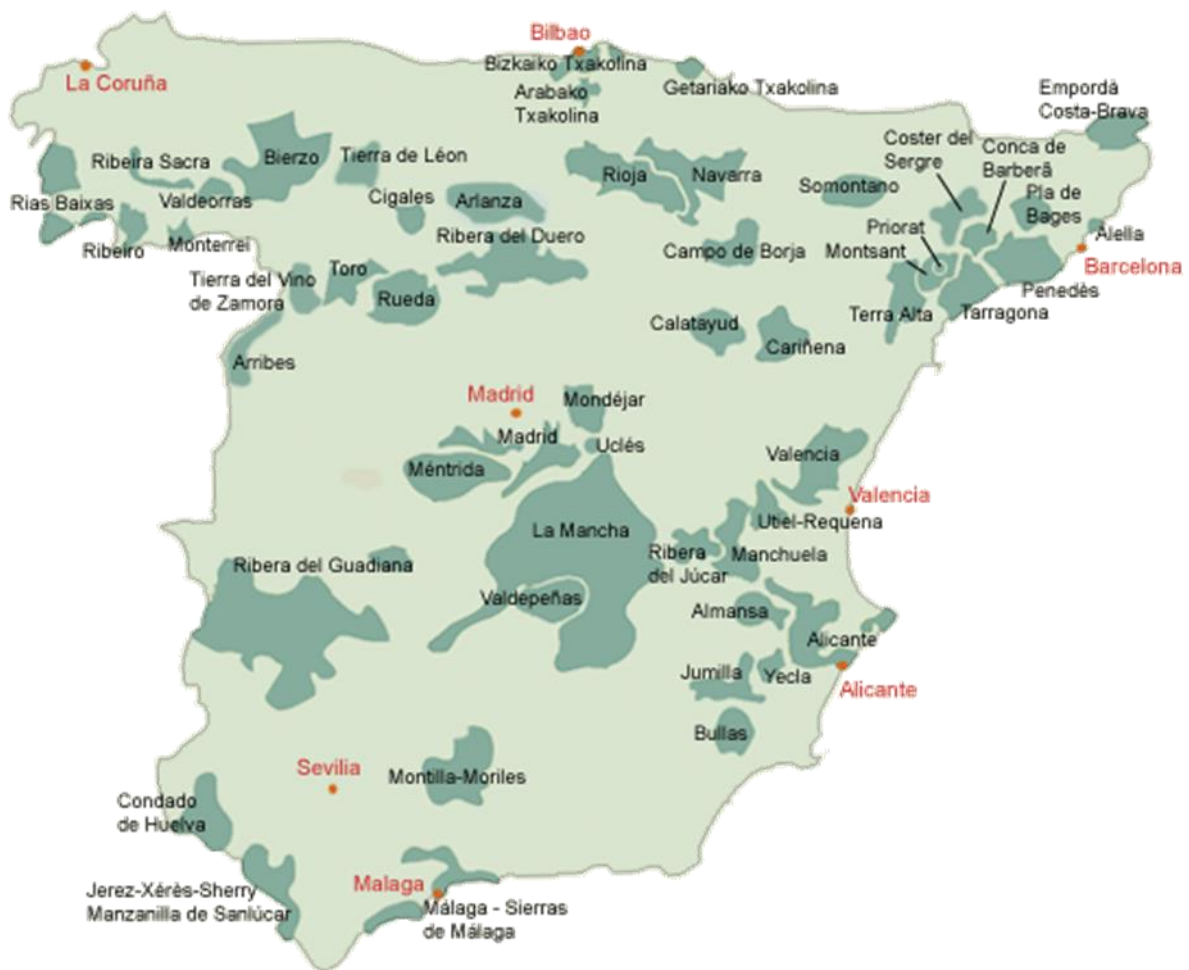 Bilbao
La Coruña
Bizkaiko Txakolina
Arabako
Txakolina
Getariako Txakolina
Empordà
Costa-Brava
Ribeira Sacra
Bierzo
Tierra de Léon
Coster del
Sergre
Conca de
Barberã
Rias Baixas
Valdeorras
Cigales
Arlanza
Rioja
Navarra
Somontano
Pla de
Bages
Ribeiro
Monterrei
Ribera del Duero
Campo de Borja
Priorat
Montsant
Alella
Barcelona
Tierra del Vino
de Zamora
Toro
Rueda
Penedès
Terra Alta
Tarragona
Calatayud
Cariñena
Arribes
Madrid
Mondéjar
Madrid
Uclés
Méntrida
Valencia
Valencia
La Mancha
Utiel-Requena
Ribera
del Júcar
Manchuela
Ribera del Guadiana
Valdepeñas
Almansa
Alicante
Jumilla
Yecla
Alicante
Bullas
Sevilia
Montilla-Moriles
Condado
de Huelva
Malaga
Jerez-Xérès-Sherry
Manzanilla de Sanlúcar
Málaga - Sierras
de Málaga